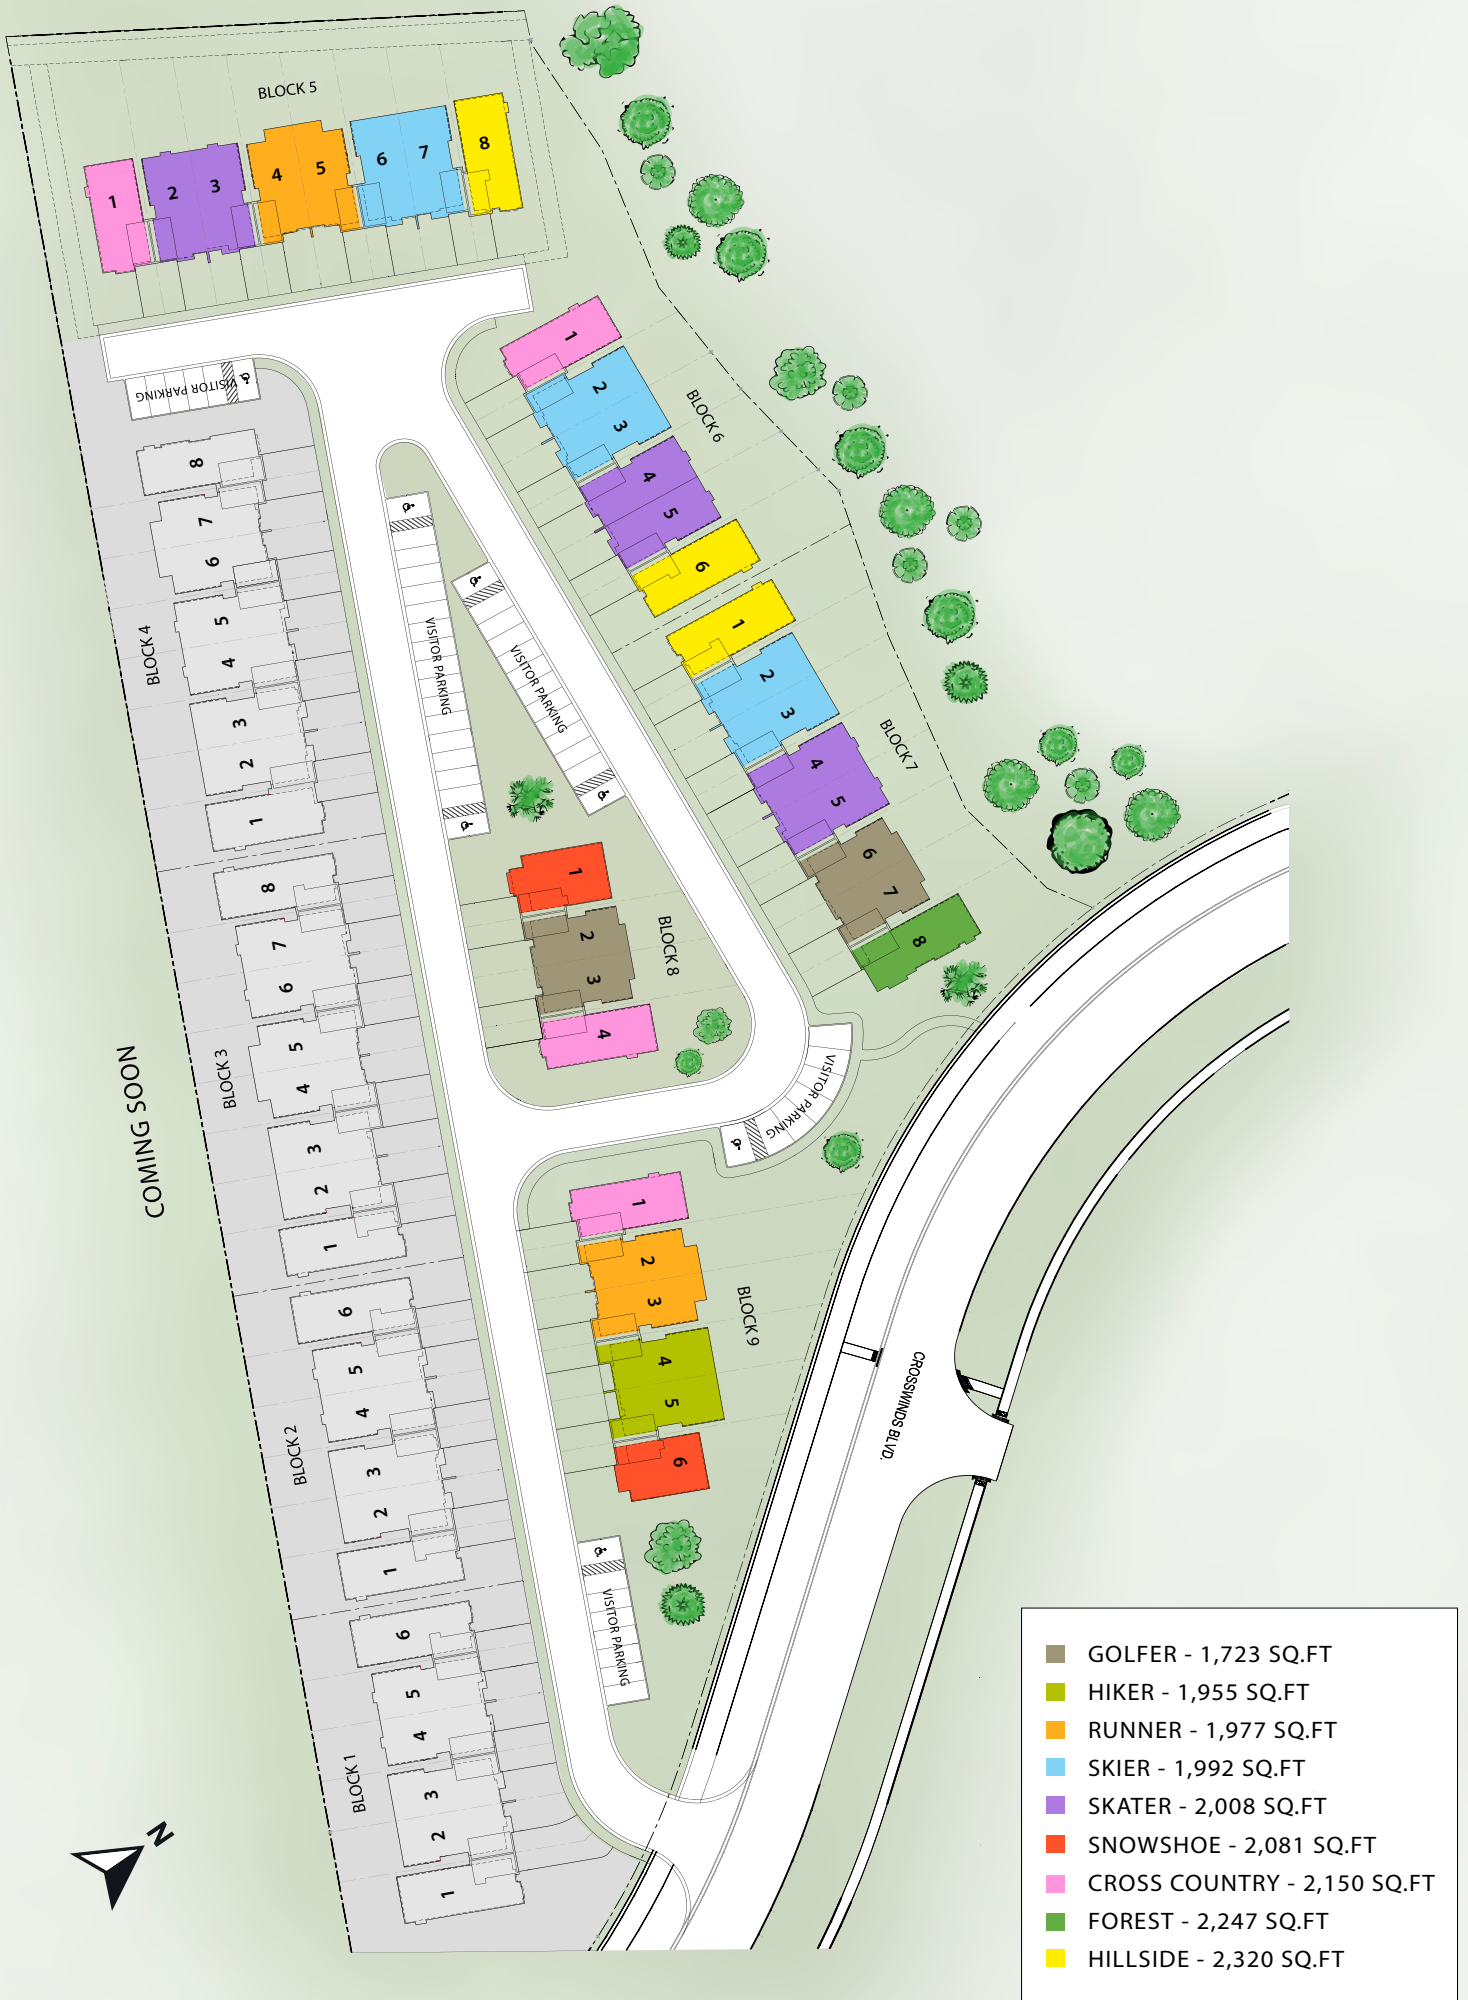 BLOCK 5
1
2
3
4
5
6
7
8
VISITOR PARKING
BLOCK 6
1
2
3
4
5
6
BLOCK 7
1
2
3
4
5
6
7
8
BLOCK 4
8
7
6
5
4
3
2
1
VISITOR PARKING
VISITOR PARKING
BLOCK 8
1
2
3
4
VISITOR PARKING
COMING SOON
BLOCK 3
8
7
6
5
4
3
2
1
BLOCK 9
1
2
3
4
5
6
BLOCK 2
6
5
4
3
2
1
CROSSWINDS BLVD.
VISITOR PARKING
BLOCK 1
6
5
4
3
2
1
N
GOLFER - 1,723 SQ.FT
HIKER - 1,955 SQ.FT
RUNNER - 1,977 SQ.FT
SKIER - 1,992 SQ.FT
SKATER - 2,008 SQ.FT
SNOWSHOE - 2,081 SQ.FT
CROSS COUNTRY - 2,150 SQ.FT
FOREST - 2,247 SQ.FT
HILLSIDE - 2,320 SQ.FT